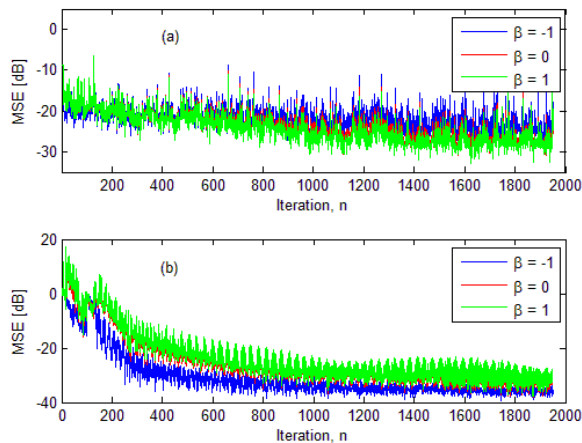 (a)
β = -1
β = 0
β = 1
MSE [dB]
0
-10
-20
-30
200 400 600 800 1000 1200 1400 1600 1800 2000
Iteration, n
(b)
β = -1
β = 0
β = 1
MSE [dB]
20
0
-20
-40
0 200 400 600 800 1000 1200 1400 1600 1800 2000
Iteration, n